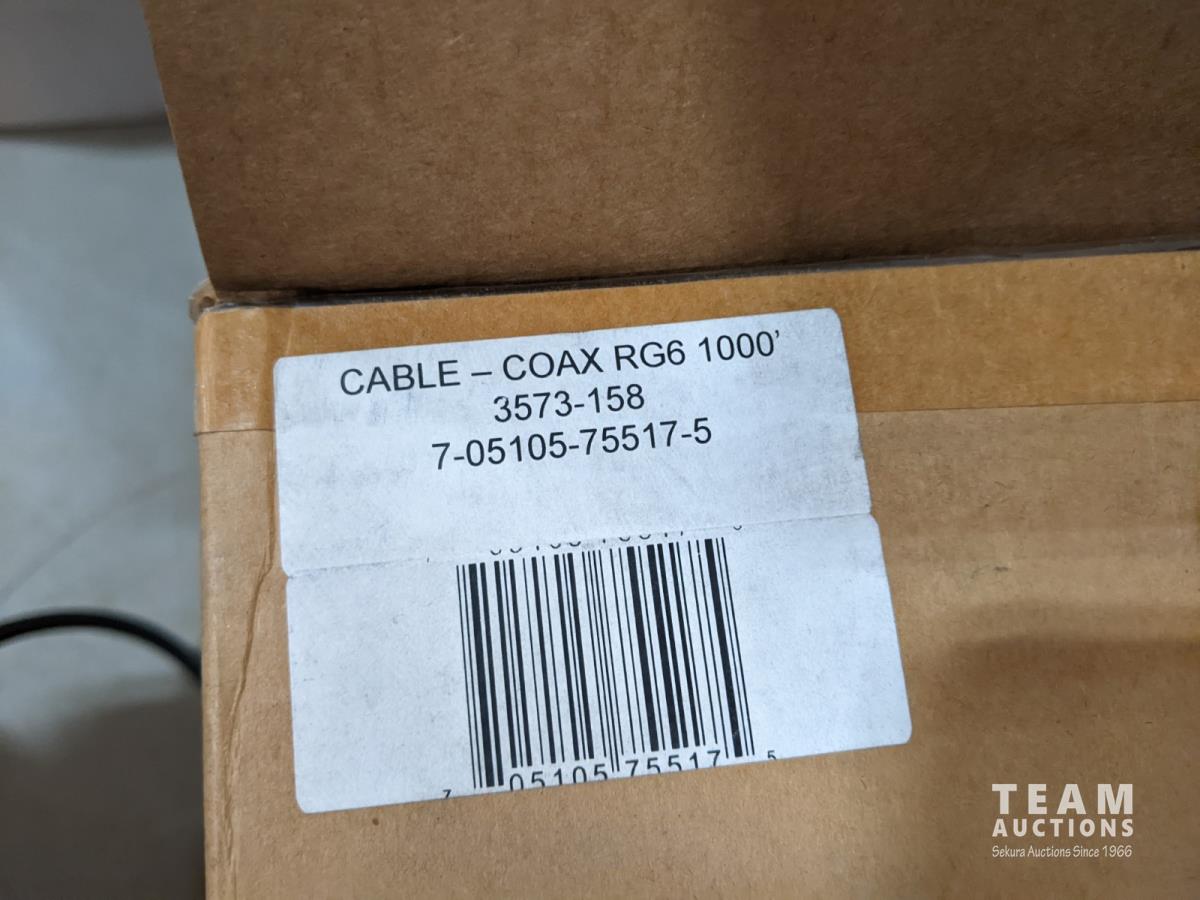 CABLE – COAX RG6 1000'
3573-158
7-05105-75517-5
7 05105 75517 5
TEAM
AUCTIONS
Sekura Auctions Since 1966